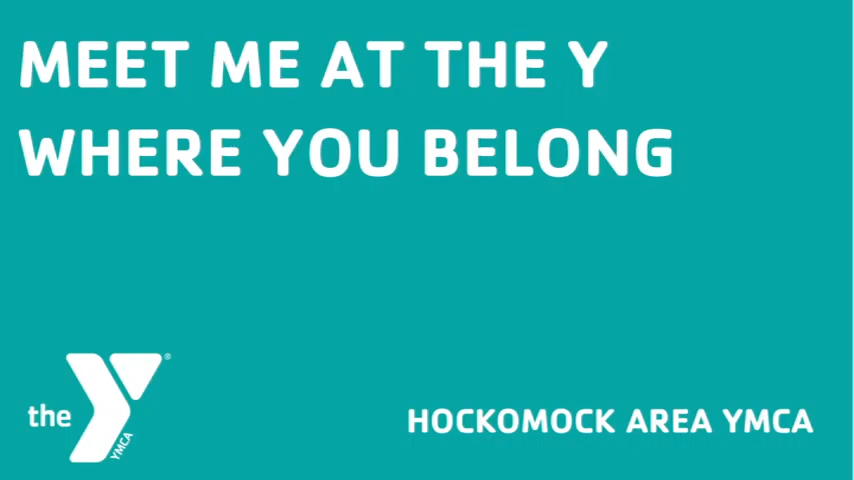 MEET ME AT THE Y
WHERE YOU BELONG
the Y®
YMCA
HOCKOMOCK AREA YMCA